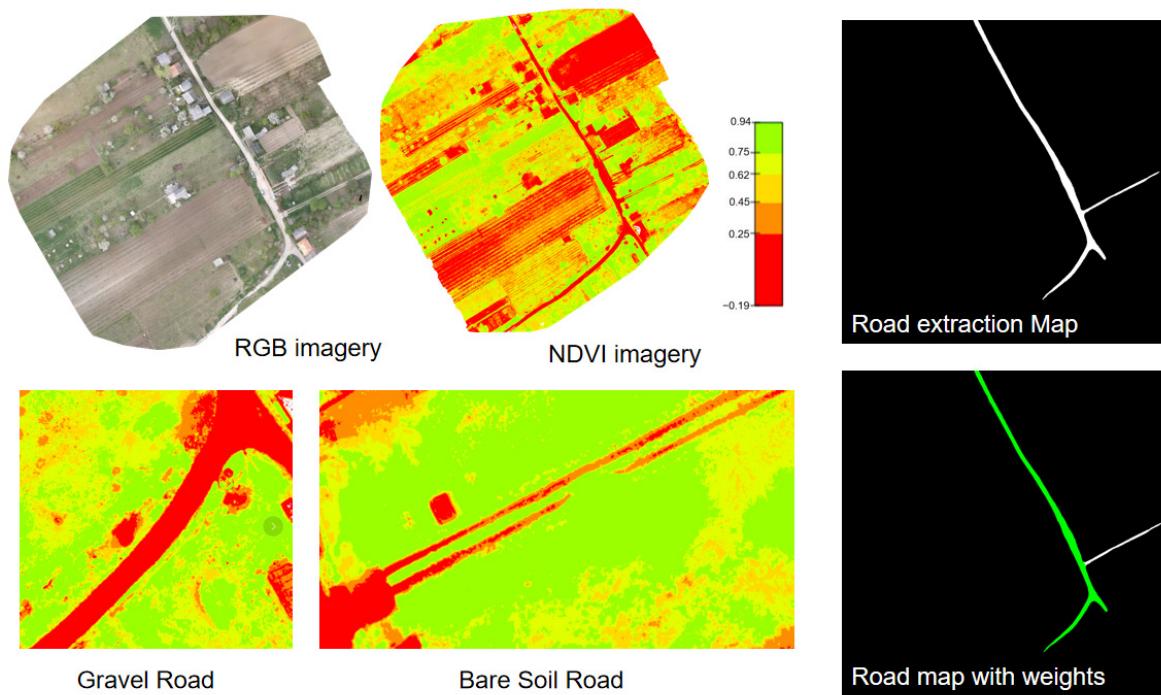 RGB imagery
NDVI imagery
0.94
0.75
0.62
0.45
0.25
−0.19
Road extraction Map
Gravel Road
Bare Soil Road
Road map with weights